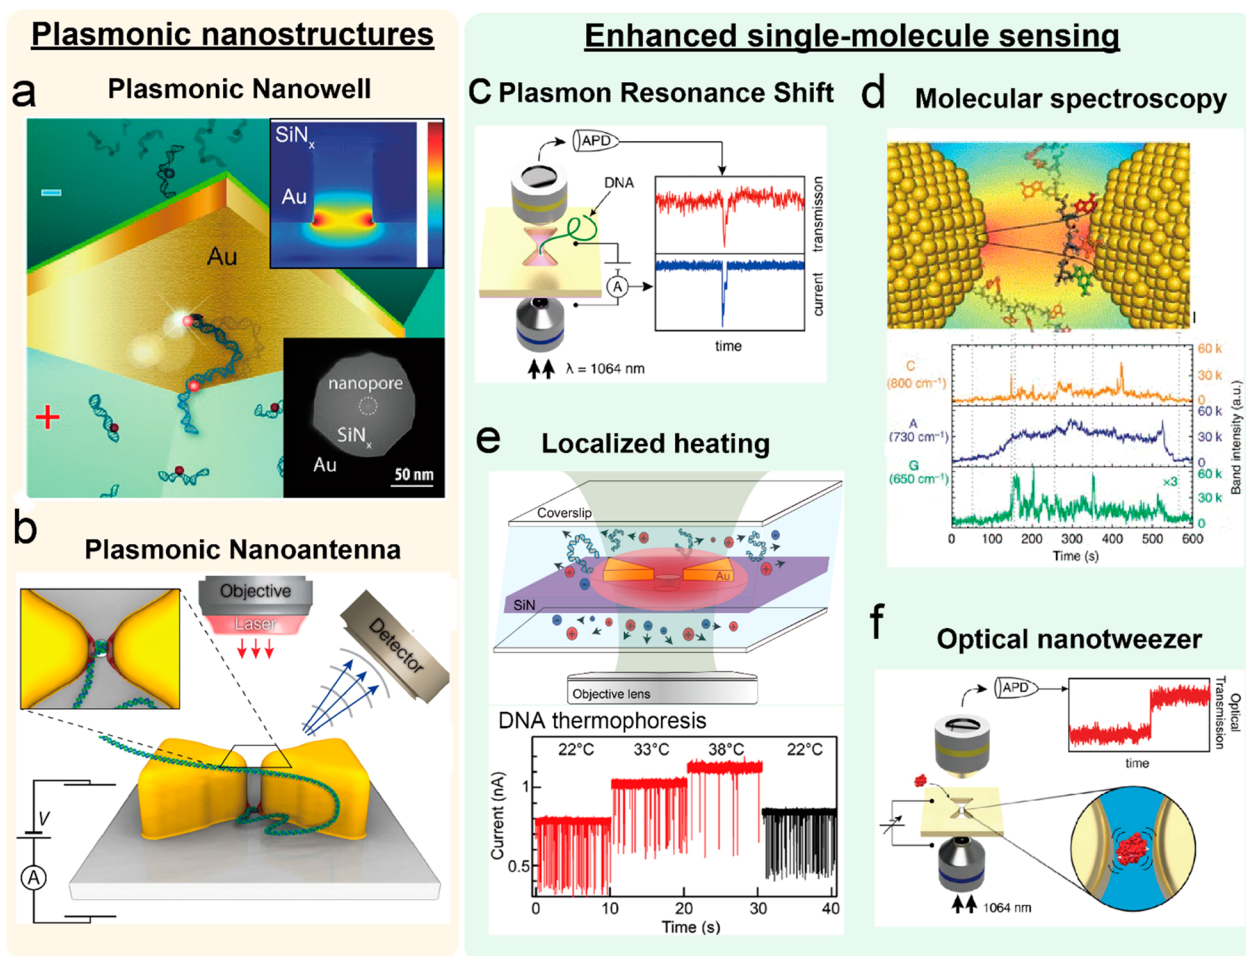 Plasmonic nanostructures
Enhanced single-molecule sensing
a
Plasmonic Nanowell
SiNx
Au
Au
−
+
nanopore
SiNx
Au
50 nm
b
Plasmonic Nanoantenna
Objective
Laser
Detector
V
A
c Plasmon Resonance Shift
APD
DNA
A
transmisson
current
time
λ = 1064 nm
d
Molecular spectroscopy
C
(800 cm⁻¹)
A
(730 cm⁻¹)
G
(650 cm⁻¹)
60 k
30 k
0
60 k
30 k
0
×3
60 k
30 k
0
Band intensity (a.u.)
0 100 200 300 400 500 600
Time (s)
e
Localized heating
Coverslip
Au
SiN
Objective lens
DNA thermophoresis
22°C 33°C 38°C 22°C
Current (nA)
1
0.5
0 10 20 30 40
Time (s)
f
Optical nanotweezer
APD
Optical
Transmission
time
1064 nm